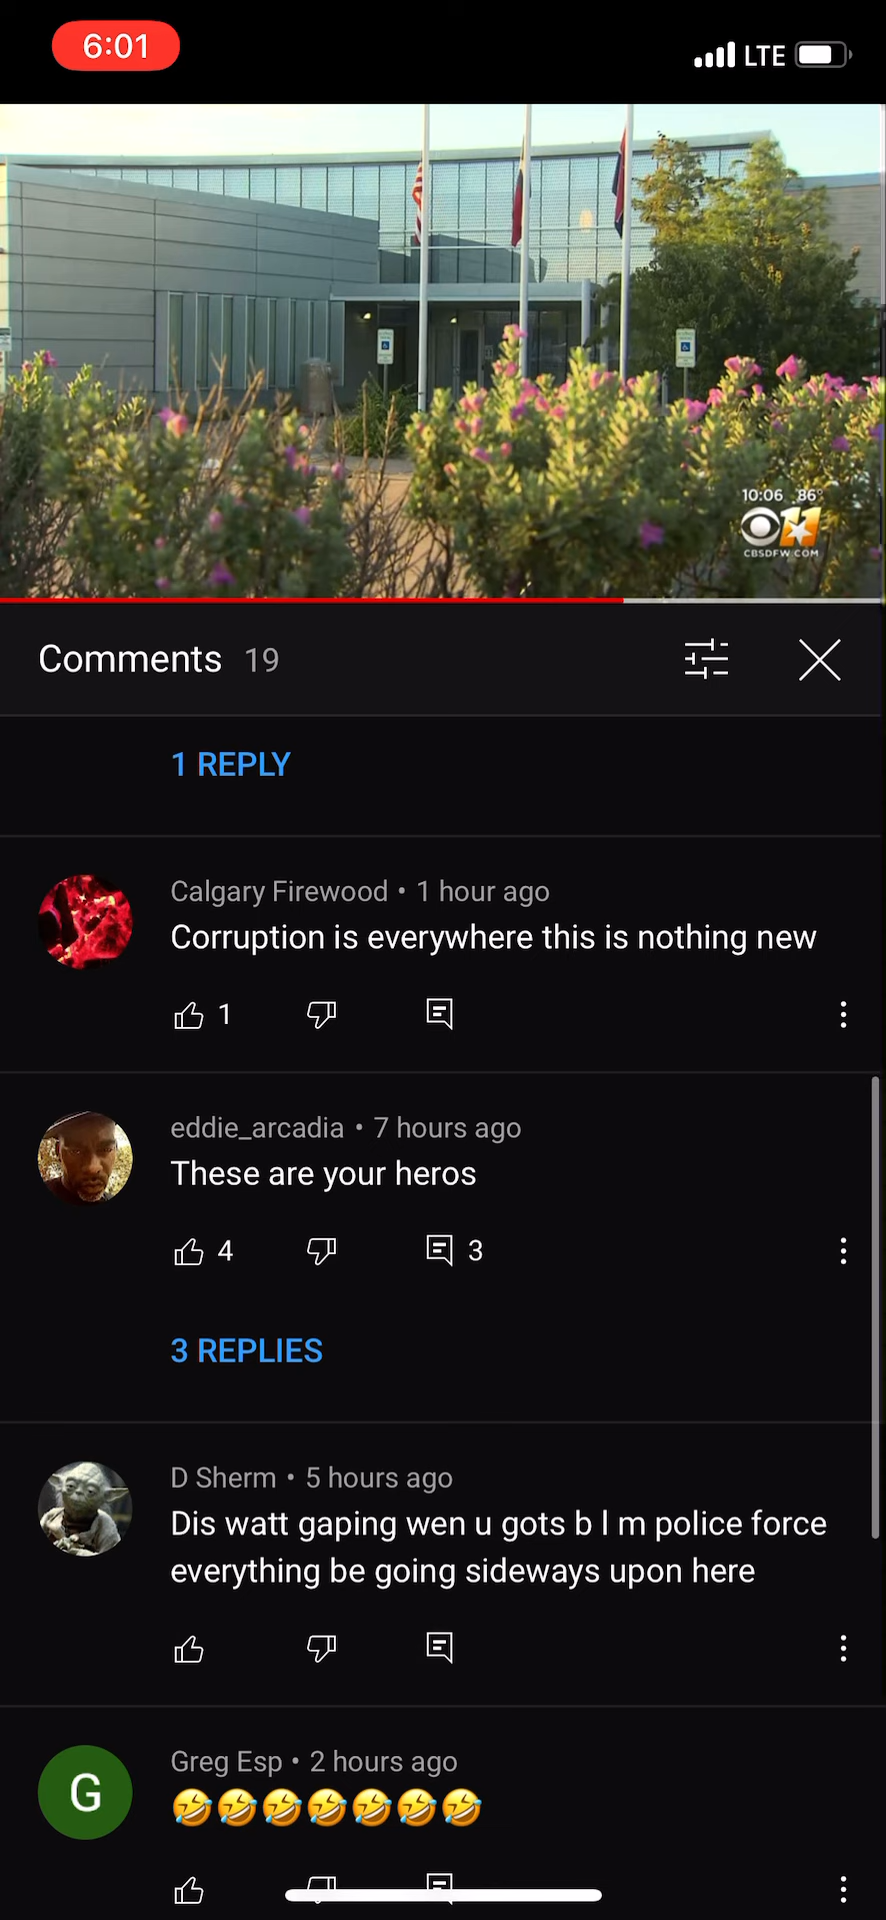 6:01
LTE
10:06 86°
11
CBSDFW.COM
Comments 19
1 REPLY
Calgary Firewood • 1 hour ago
Corruption is everywhere this is nothing new
1
eddie_arcadia • 7 hours ago
These are your heros
4
3
3 REPLIES
D Sherm • 5 hours ago
Dis watt gaping wen u gots b l m police force
everything be going sideways upon here
G
Greg Esp • 2 hours ago
🤣🤣🤣🤣🤣🤣🤣